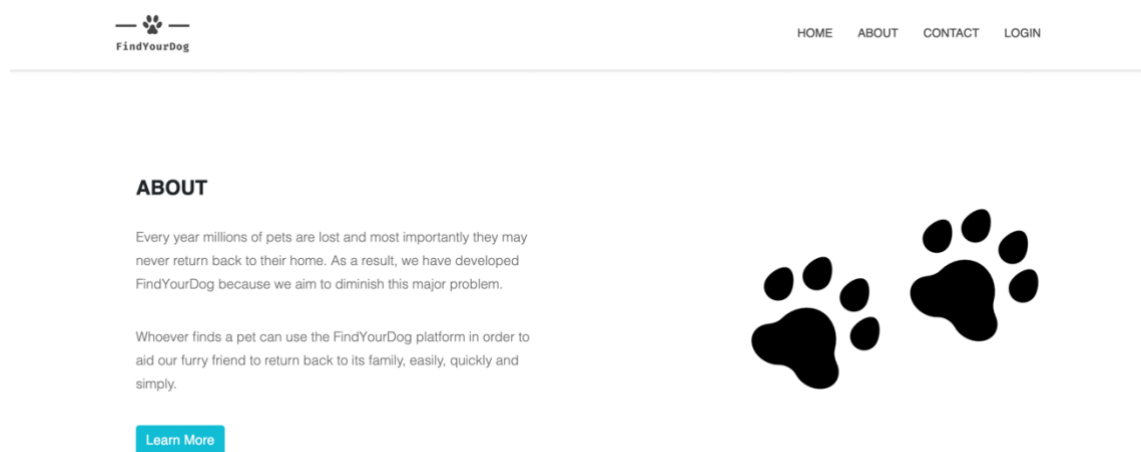 FindYourDog
HOME ABOUT CONTACT LOGIN
ABOUT
Every year millions of pets are lost and most importantly they may
never return back to their home. As a result, we have developed
FindYourDog because we aim to diminish this major problem.
Whoever finds a pet can use the FindYourDog platform in order to
aid our furry friend to return back to its family, easily, quickly and
simply.
Learn More